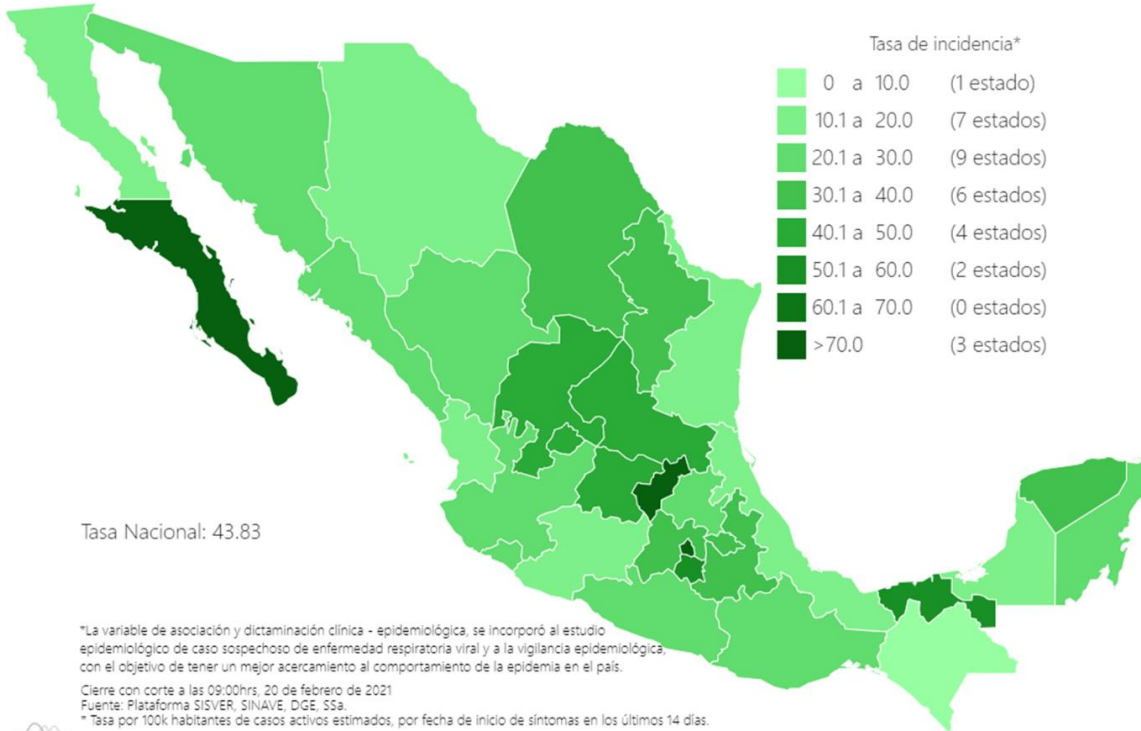 Tasa de incidencia*
0 a 10.0 (1 estado)
10.1 a 20.0 (7 estados)
20.1 a 30.0 (9 estados)
30.1 a 40.0 (6 estados)
40.1 a 50.0 (4 estados)
50.1 a 60.0 (2 estados)
60.1 a 70.0 (0 estados)
>70.0 (3 estados)
Tasa Nacional: 43.83
*La variable de asociación y dictaminación clínica - epidemiológica, se incorporó al estudio
epidemiológico de caso sospechoso de enfermedad respiratoria viral y a la vigilancia epidemiológica,
con el objetivo de tener un mejor acercamiento al comportamiento de la epidemia en el país.
Cierre con corte a las 09:00hrs, 20 de febrero de 2021
Fuente: Plataforma SISVER, SINAVE, DGE, SSa.
* Tasa por 100k habitantes de casos activos estimados, por fecha de inicio de síntomas en los últimos 14 días.